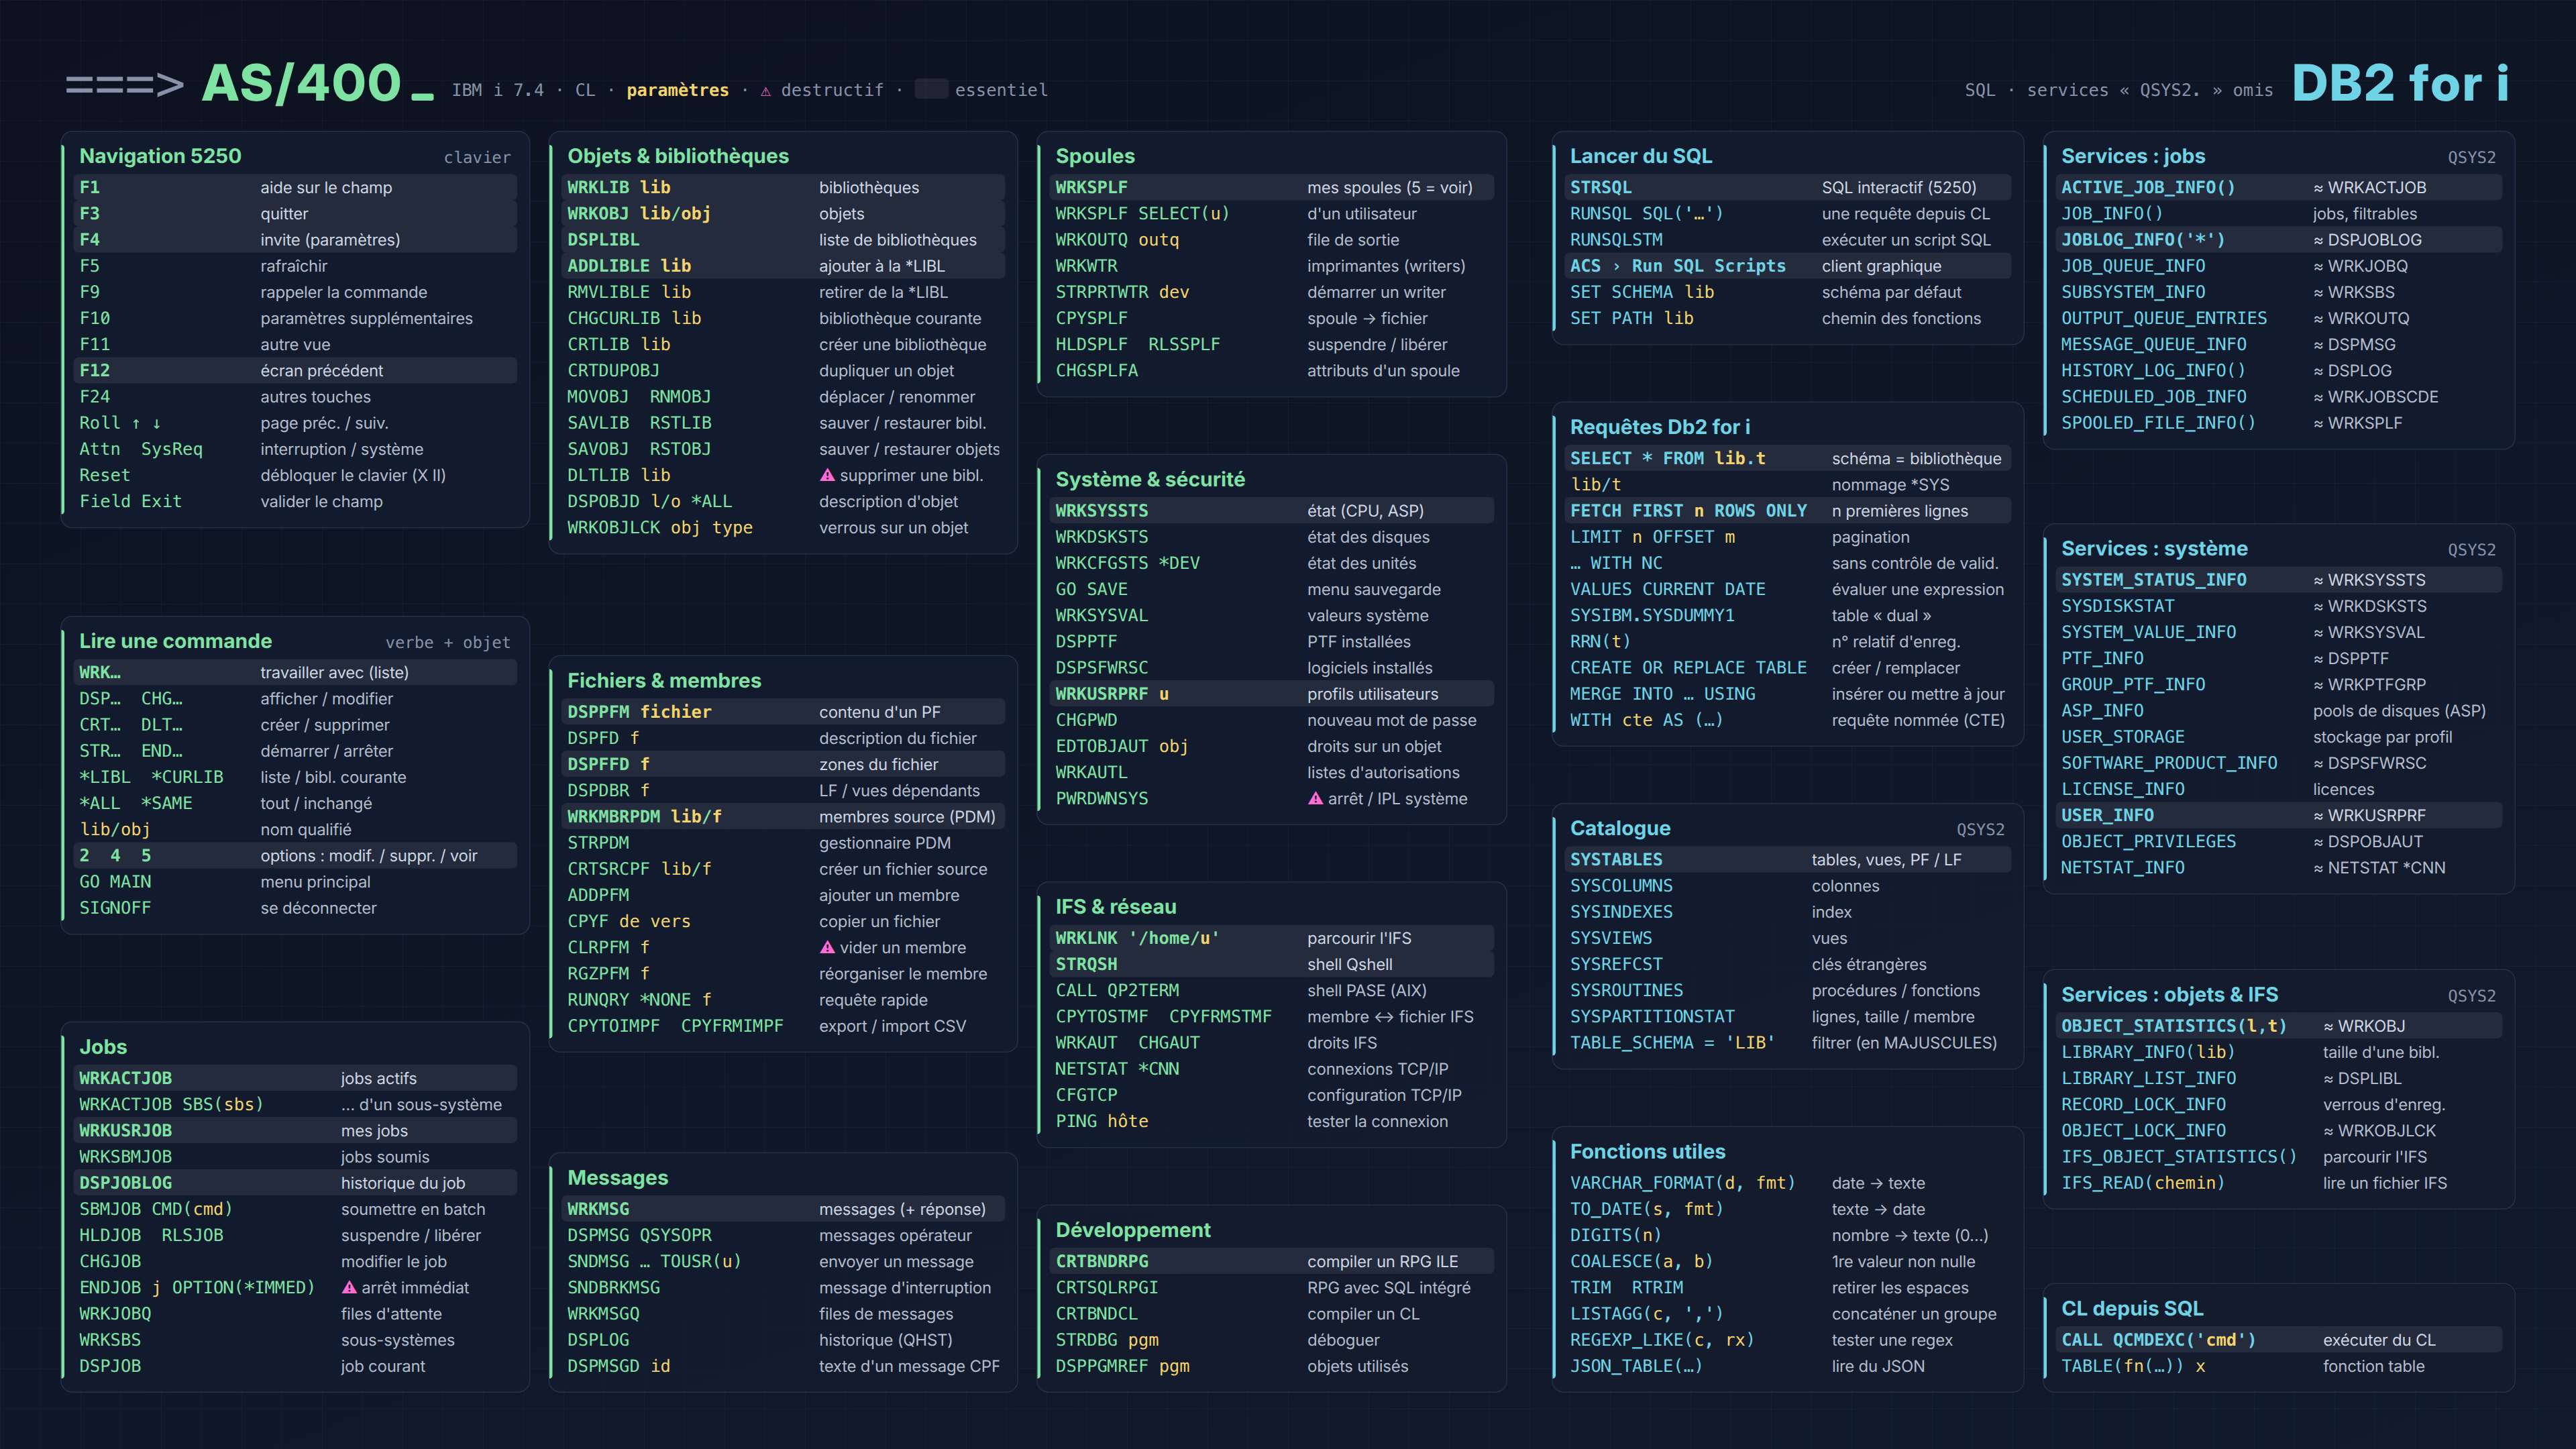 ===> AS/400_ IBM i 7.4 · CL · paramètres · ⚠ destructif · essentiel
SQL · services « QSYS2. » omis DB2 for i
Navigation 5250 clavier
F1 aide sur le champ
F3 quitter
F4 invite (paramètres)
F5 rafraîchir
F9 rappeler la commande
F10 paramètres supplémentaires
F11 autre vue
F12 écran précédent
F24 autres touches
Roll ↑ ↓ page préc. / suiv.
Attn SysReq interruption / système
Reset débloquer le clavier (X II)
Field Exit valider le champ
Lire une commande verbe + objet
WRK… travailler avec (liste)
DSP… CHG… afficher / modifier
CRT… DLT… créer / supprimer
STR… END… démarrer / arrêter
*LIBL *CURLIB liste / bibl. courante
*ALL *SAME tout / inchangé
lib/obj nom qualifié
2 4 5 options : modif. / suppr. / voir
GO MAIN menu principal
SIGNOFF se déconnecter
Jobs
WRKACTJOB jobs actifs
WRKACTJOB SBS(sbs) … d'un sous-système
WRKUSRJOB mes jobs
WRKSBMJOB jobs soumis
DSPJOBLOG historique du job
SBMJOB CMD(cmd) soumettre en batch
HLDJOB RLSJOB suspendre / libérer
CHGJOB modifier le job
ENDJOB j OPTION(*IMMED) ⚠ arrêt immédiat
WRKJOBQ files d'attente
WRKSBS sous-systèmes
DSPJOB job courant
Objets & bibliothèques
WRKLIB lib bibliothèques
WRKOBJ lib/obj objets
DSPLIBL liste de bibliothèques
ADDLIBLE lib ajouter à la *LIBL
RMVLIBLE lib retirer de la *LIBL
CHGCURLIB lib bibliothèque courante
CRTLIB lib créer une bibliothèque
CRTDUPOBJ dupliquer un objet
MOVOBJ RNMOBJ déplacer / renommer
SAVLIB RSTLIB sauver / restaurer bibl.
SAVOBJ RSTOBJ sauver / restaurer objets
DLTLIB lib ⚠ supprimer une bibl.
DSPOBJD l/o *ALL description d'objet
WRKOBJLCK obj type verrous sur un objet
Fichiers & membres
DSPPFM fichier contenu d'un PF
DSPFD f description du fichier
DSPFFD f zones du fichier
DSPDBR f LF / vues dépendants
WRKMBRPDM lib/f membres source (PDM)
STRPDM gestionnaire PDM
CRTSRCPF lib/f créer un fichier source
ADDPFM ajouter un membre
CPYF de vers copier un fichier
CLRPFM f ⚠ vider un membre
RGZPFM f réorganiser le membre
RUNQRY *NONE f requête rapide
CPYTOIMPF CPYFRMIMPF export / import CSV
Messages
WRKMSG messages (+ réponse)
DSPMSG QSYSOPR messages opérateur
SNDMSG … TOUSR(u) envoyer un message
SNDBRKMSG message d'interruption
WRKMSGQ files de messages
DSPLOG historique (QHST)
DSPMSGD id texte d'un message CPF
Spoules
WRKSPLF mes spoules (5 = voir)
WRKSPLF SELECT(u) d'un utilisateur
WRKOUTQ outq file de sortie
WRKWTR imprimantes (writers)
STRPRTWTR dev démarrer un writer
CPYSPLF spoule → fichier
HLDSPLF RLSSPLF suspendre / libérer
CHGSPLFA attributs d'un spoule
Système & sécurité
WRKSYSSTS état (CPU, ASP)
WRKDSKSTS état des disques
WRKCFGSTS *DEV état des unités
GO SAVE menu sauvegarde
WRKSYSVAL valeurs système
DSPPTF PTF installées
DSPSFWRSC logiciels installés
WRKUSRPRF u profils utilisateurs
CHGPWD nouveau mot de passe
EDTOBJAUT obj droits sur un objet
WRKAUTL listes d'autorisations
PWRDWNSYS ⚠ arrêt / IPL système
IFS & réseau
WRKLNK '/home/u' parcourir l'IFS
STRQSH shell Qshell
CALL QP2TERM shell PASE (AIX)
CPYTOSTMF CPYFRMSTMF membre ↔ fichier IFS
WRKAUT CHGAUT droits IFS
NETSTAT *CNN connexions TCP/IP
CFGTCP configuration TCP/IP
PING hôte tester la connexion
Développement
CRTBNDRPG compiler un RPG ILE
CRTSQLRPGI RPG avec SQL intégré
CRTBNDCL compiler un CL
STRDBG pgm déboguer
DSPPGMREF pgm objets utilisés
Lancer du SQL
STRSQL SQL interactif (5250)
RUNSQL SQL('…') une requête depuis CL
RUNSQLSTM exécuter un script SQL
ACS › Run SQL Scripts client graphique
SET SCHEMA lib schéma par défaut
SET PATH lib chemin des fonctions
Requêtes Db2 for i
SELECT * FROM lib.t schéma = bibliothèque
lib/t nommage *SYS
FETCH FIRST n ROWS ONLY n premières lignes
LIMIT n OFFSET m pagination
… WITH NC sans contrôle de valid.
VALUES CURRENT DATE évaluer une expression
SYSIBM.SYSDUMMY1 table « dual »
RRN(t) n° relatif d'enreg.
CREATE OR REPLACE TABLE créer / remplacer
MERGE INTO … USING insérer ou mettre à jour
WITH cte AS (…) requête nommée (CTE)
Catalogue QSYS2
SYSTABLES tables, vues, PF / LF
SYSCOLUMNS colonnes
SYSINDEXES index
SYSVIEWS vues
SYSREFCST clés étrangères
SYSROUTINES procédures / fonctions
SYSPARTITIONSTAT lignes, taille / membre
TABLE_SCHEMA = 'LIB' filtrer (en MAJUSCULES)
Fonctions utiles
VARCHAR_FORMAT(d, fmt) date → texte
TO_DATE(s, fmt) texte → date
DIGITS(n) nombre → texte (0…)
COALESCE(a, b) 1re valeur non nulle
TRIM RTRIM retirer les espaces
LISTAGG(c, ',') concaténer un groupe
REGEXP_LIKE(c, rx) tester une regex
JSON_TABLE(…) lire du JSON
Services : jobs QSYS2
ACTIVE_JOB_INFO() ≈ WRKACTJOB
JOB_INFO() jobs, filtrables
JOBLOG_INFO('*') ≈ DSPJOBLOG
JOB_QUEUE_INFO ≈ WRKJOBQ
SUBSYSTEM_INFO ≈ WRKSBS
OUTPUT_QUEUE_ENTRIES ≈ WRKOUTQ
MESSAGE_QUEUE_INFO ≈ DSPMSG
HISTORY_LOG_INFO() ≈ DSPLOG
SCHEDULED_JOB_INFO ≈ WRKJOBSCDE
SPOOLED_FILE_INFO() ≈ WRKSPLF
Services : système QSYS2
SYSTEM_STATUS_INFO ≈ WRKSYSSTS
SYSDISKSTAT ≈ WRKDSKSTS
SYSTEM_VALUE_INFO ≈ WRKSYSVAL
PTF_INFO ≈ DSPPTF
GROUP_PTF_INFO ≈ WRKPTFGRP
ASP_INFO pools de disques (ASP)
USER_STORAGE stockage par profil
SOFTWARE_PRODUCT_INFO ≈ DSPSFWRSC
LICENSE_INFO licences
USER_INFO ≈ WRKUSRPRF
OBJECT_PRIVILEGES ≈ DSPOBJAUT
NETSTAT_INFO ≈ NETSTAT *CNN
Services : objets & IFS QSYS2
OBJECT_STATISTICS(l,t) ≈ WRKOBJ
LIBRARY_INFO(lib) taille d'une bibl.
LIBRARY_LIST_INFO ≈ DSPLIBL
RECORD_LOCK_INFO verrous d'enreg.
OBJECT_LOCK_INFO ≈ WRKOBJLCK
IFS_OBJECT_STATISTICS() parcourir l'IFS
IFS_READ(chemin) lire un fichier IFS
CL depuis SQL
CALL QCMDEXC('cmd') exécuter du CL
TABLE(fn(…)) x fonction table